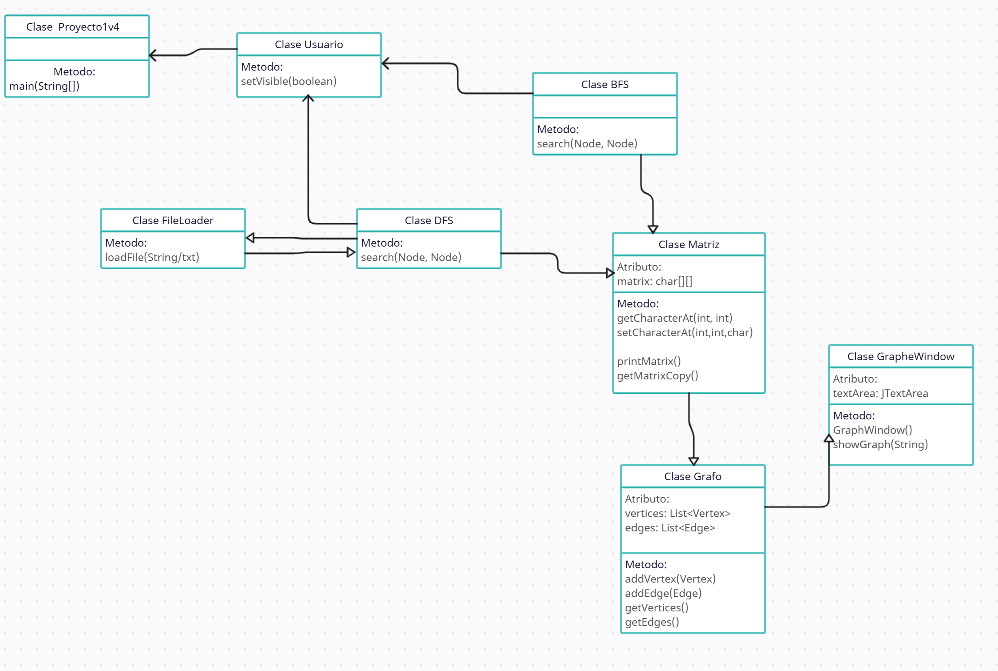 Clase  Proyecto1v4
Metodo:
main(String[])
Clase Usuario
Metodo:
setVisible(boolean)
Clase BFS
Metodo:
search(Node, Node)
Clase FileLoader
Metodo:
loadFile(String/txt)
Clase DFS
Metodo:
search(Node, Node)
Clase Matriz
Atributo:
matrix: char[][]
Metodo:
getCharacterAt(int, int)
setCharacterAt(int,int,char)
printMatrix()
getMatrixCopy()
Clase GrapheWindow
Atributo:
textArea: JTextArea
Metodo:
GraphWindow()
showGraph(String)
Clase Grafo
Atributo:
vertices: List<Vertex>
edges: List<Edge>
Metodo:
addVertex(Vertex)
addEdge(Edge)
getVertices()
getEdges()